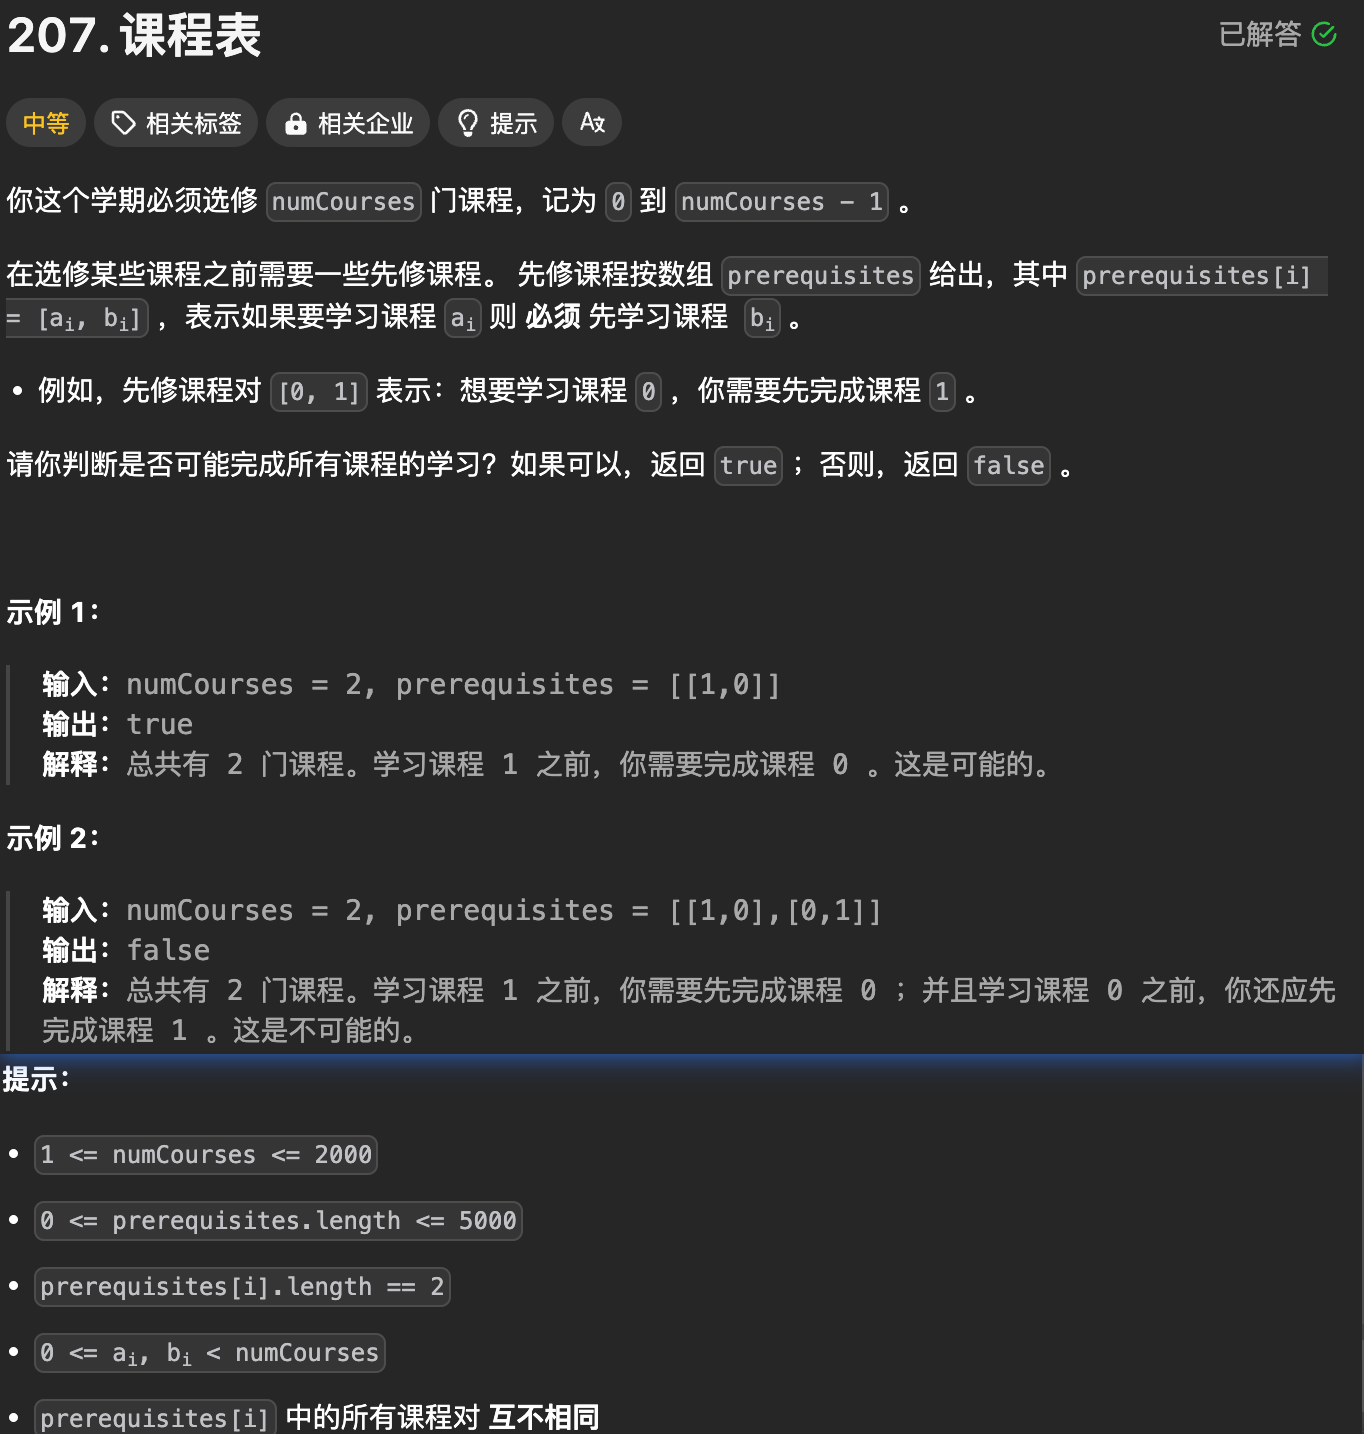 207. 课程表
已解答
中等 相关标签 相关企业 提示 A文
你这个学期必须选修 numCourses 门课程，记为 0 到 numCourses - 1 。
在选修某些课程之前需要一些先修课程。 先修课程按数组 prerequisites 给出，其中 prerequisites[i]
= [ai, bi] ，表示如果要学习课程 ai 则 必须 先学习课程 bi 。
• 例如，先修课程对 [0, 1] 表示：想要学习课程 0 ，你需要先完成课程 1 。
请你判断是否可能完成所有课程的学习？如果可以，返回 true ；否则，返回 false 。
示例 1：
输入：numCourses = 2, prerequisites = [[1,0]]
输出：true
解释：总共有 2 门课程。学习课程 1 之前，你需要完成课程 0 。这是可能的。
示例 2：
输入：numCourses = 2, prerequisites = [[1,0],[0,1]]
输出：false
解释：总共有 2 门课程。学习课程 1 之前，你需要先完成课程 0 ；并且学习课程 0 之前，你还应先
完成课程 1 。这是不可能的。
提示：
• 1 <= numCourses <= 2000
• 0 <= prerequisites.length <= 5000
• prerequisites[i].length == 2
• 0 <= ai, bi < numCourses
• prerequisites[i] 中的所有课程对 互不相同